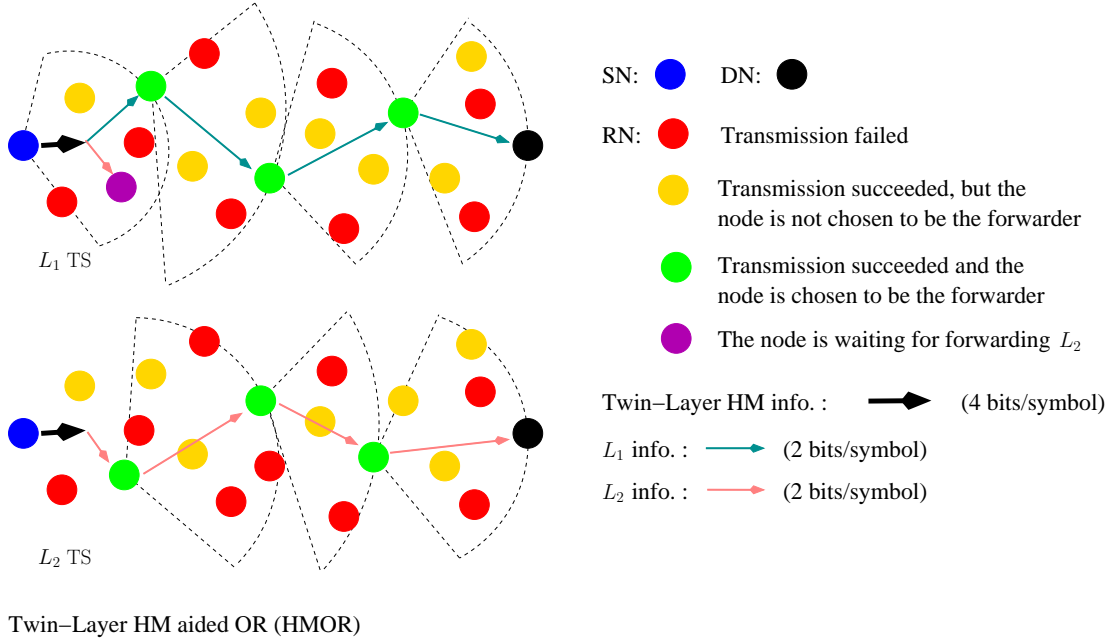 SN:
DN:
RN:
Transmission failed
Transmission succeeded, but the
node is not chosen to be the forwarder
Transmission succeeded and the
node is chosen to be the forwarder
The node is waiting for forwarding L₂
Twin−Layer HM info. :
(4 bits/symbol)
L₁ info. :
(2 bits/symbol)
L₂ info. :
(2 bits/symbol)
L₁ TS
L₂ TS
Twin−Layer HM aided OR (HMOR)